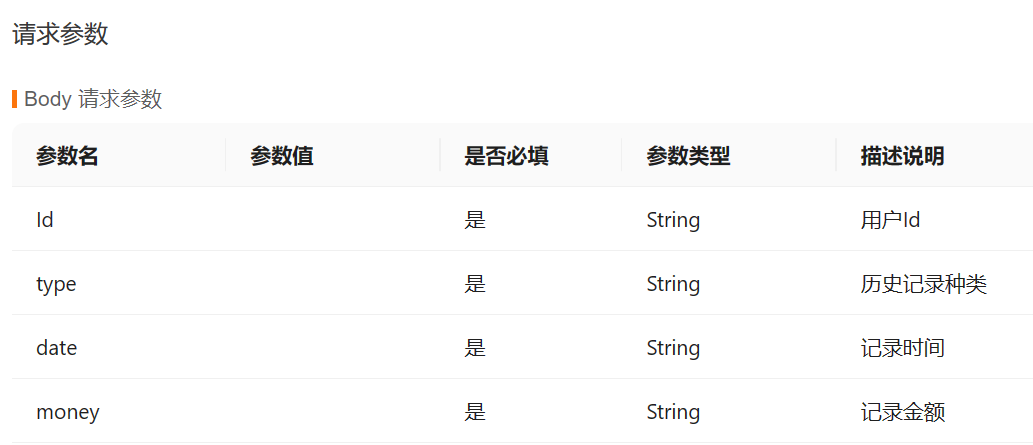 请求参数
Body 请求参数
参数名 参数值 是否必填 参数类型 描述说明
Id 是 String 用户Id
type 是 String 历史记录种类
date 是 String 记录时间
money 是 String 记录金额